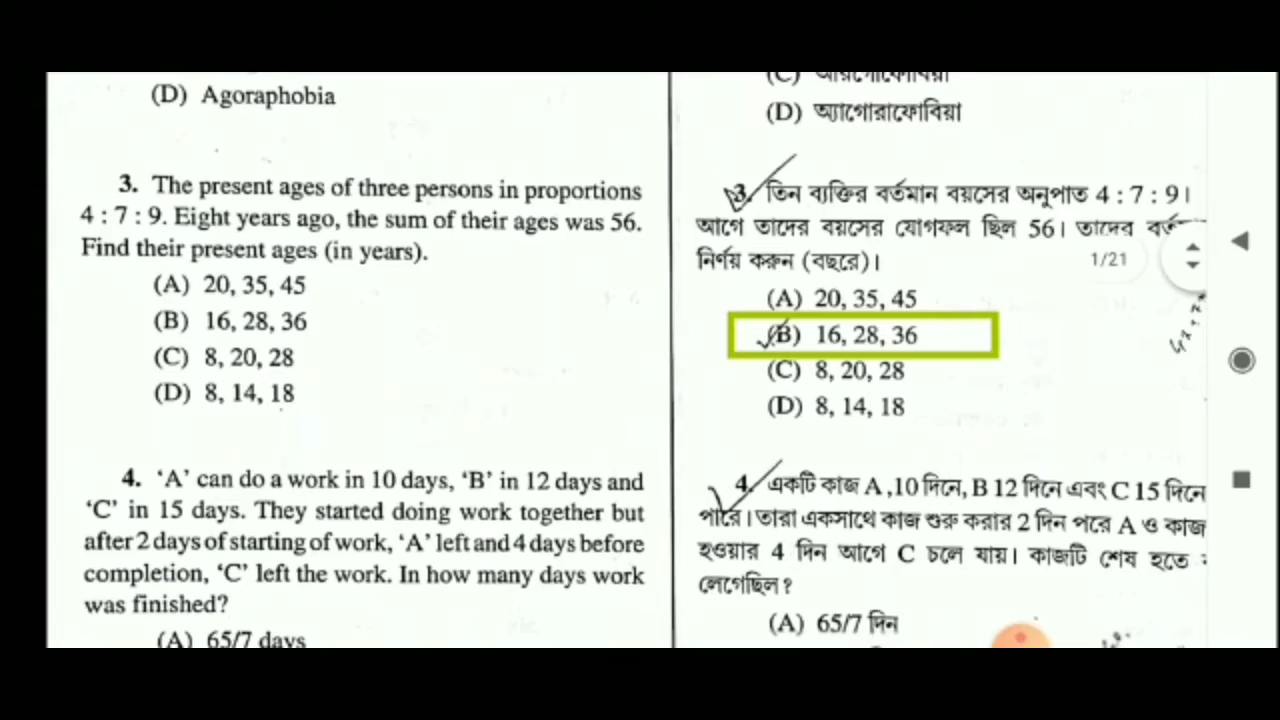 (D) Agoraphobia
3. The present ages of three persons in proportions
4 : 7 : 9. Eight years ago, the sum of their ages was 56.
Find their present ages (in years).
(A) 20, 35, 45
(B) 16, 28, 36
(C) 8, 20, 28
(D) 8, 14, 18
4. ‘A’ can do a work in 10 days, ‘B’ in 12 days and
‘C’ in 15 days. They started doing work together but
after 2 days of starting of work, ‘A’ left and 4 days before
completion, ‘C’ left the work. In how many days work
was finished?
(A) 65/7 days
(D) অ্যাগোরাফোবিয়া
3. তিন ব্যক্তির বর্তমান বয়সের অনুপাত 4 : 7 : 9।
আগে তাদের বয়সের যোগফল ছিল 56। তাদের
নির্ণয় করুন (বছরে)।
1/21
(A) 20, 35, 45
(B) 16, 28, 36
(C) 8, 20, 28
(D) 8, 14, 18
4. একটি কাজ A ,10 দিনে, B 12 দিনে এবং C 15 দিনে
পারে। তারা একসাথে কাজ শুরু করার 2 দিন পরে A ও কাজ
হওয়ার 4 দিন আগে C চলে যায়। কাজটি শেষ হতে
লেগেছিল?
(A) 65/7 দিন